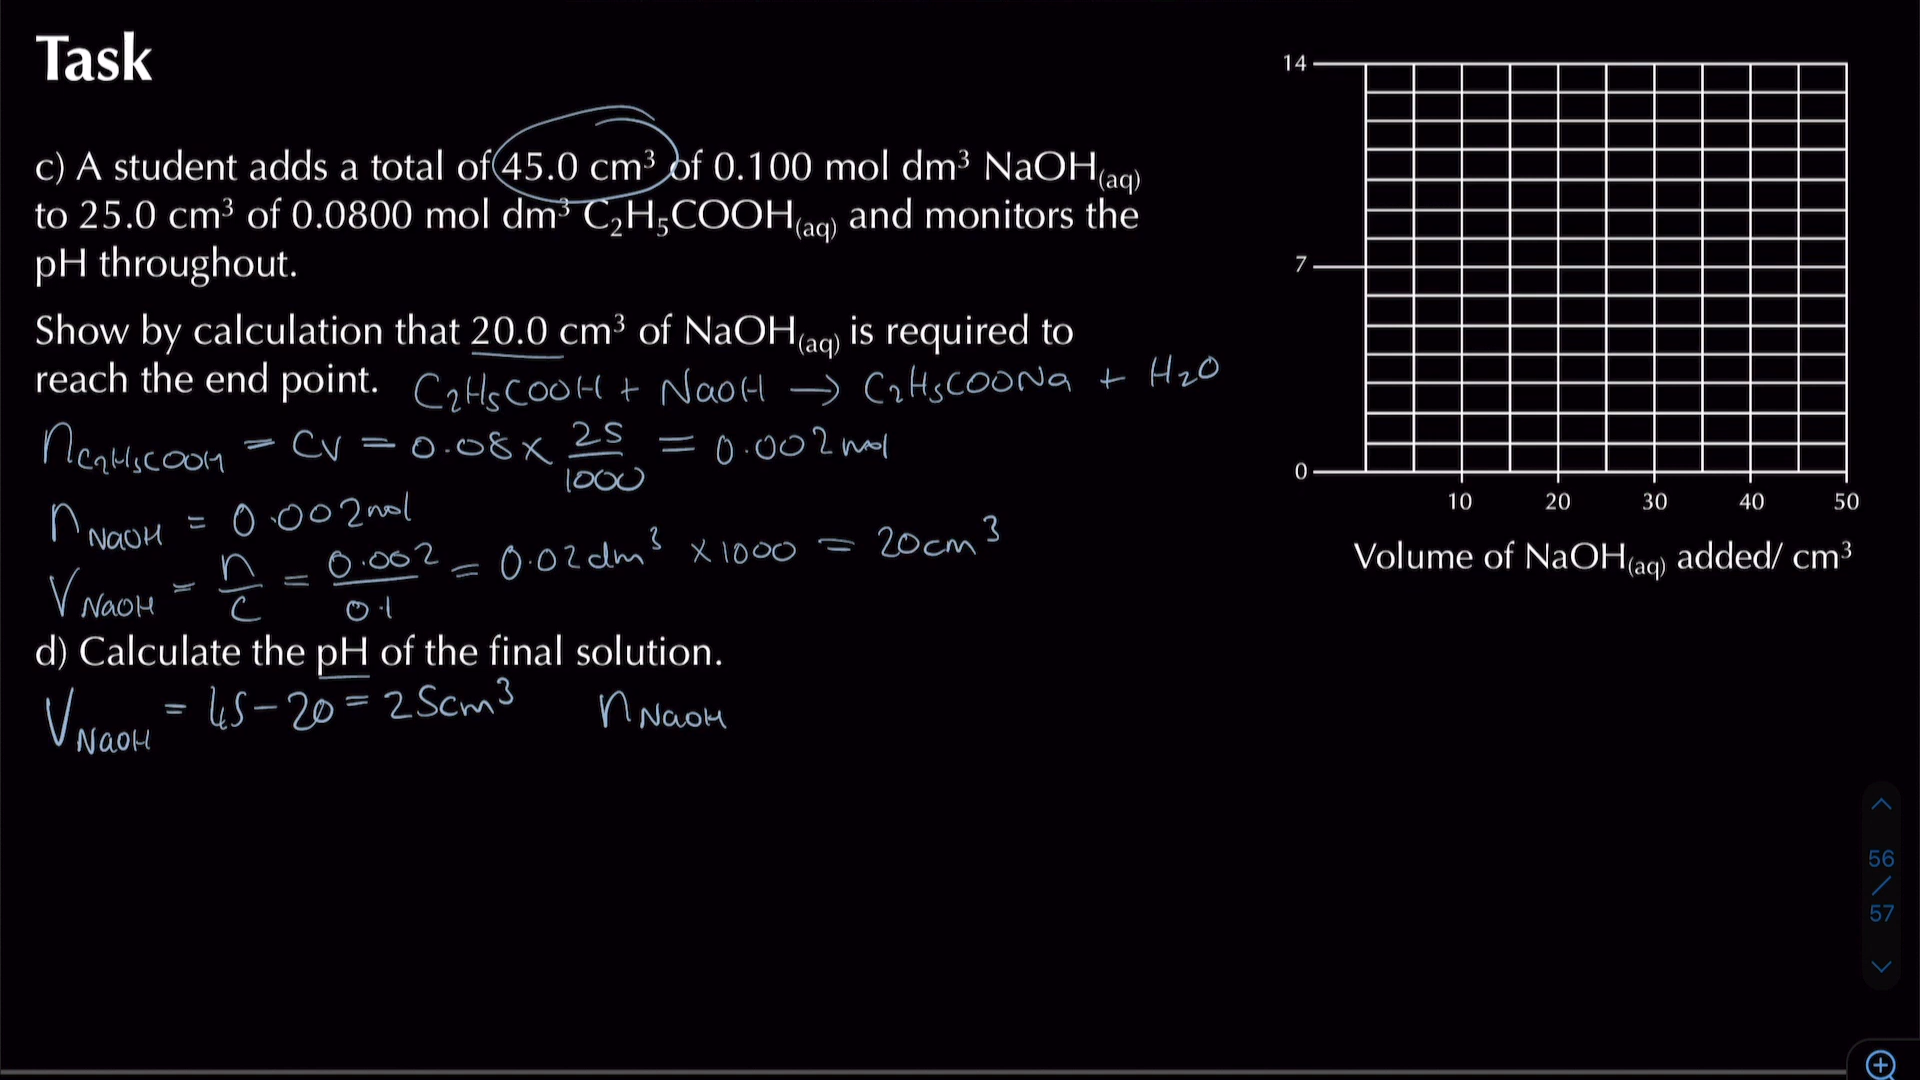 Task
c) A student adds a total of 45.0 cm³ of 0.100 mol dm³ NaOH(aq)
to 25.0 cm³ of 0.0800 mol dm³ C₂H₅COOH(aq) and monitors the
pH throughout.
Show by calculation that 20.0 cm³ of NaOH(aq) is required to
reach the end point. C₂H₅COOH + NaOH → C₂H₅COONa + H₂O
n C₂H₅COOH = CV = 0.08 × 25/1000 = 0.002 mol
n NaOH = 0.002 mol
V NaOH = n/c = 0.002/0.1 = 0.02 dm³ × 1000 = 20 cm³
d) Calculate the pH of the final solution.
V NaOH = 45 - 20 = 25 cm³ n NaOH
14
7
0
10 20 30 40 50
Volume of NaOH(aq) added/ cm³
56
/
57